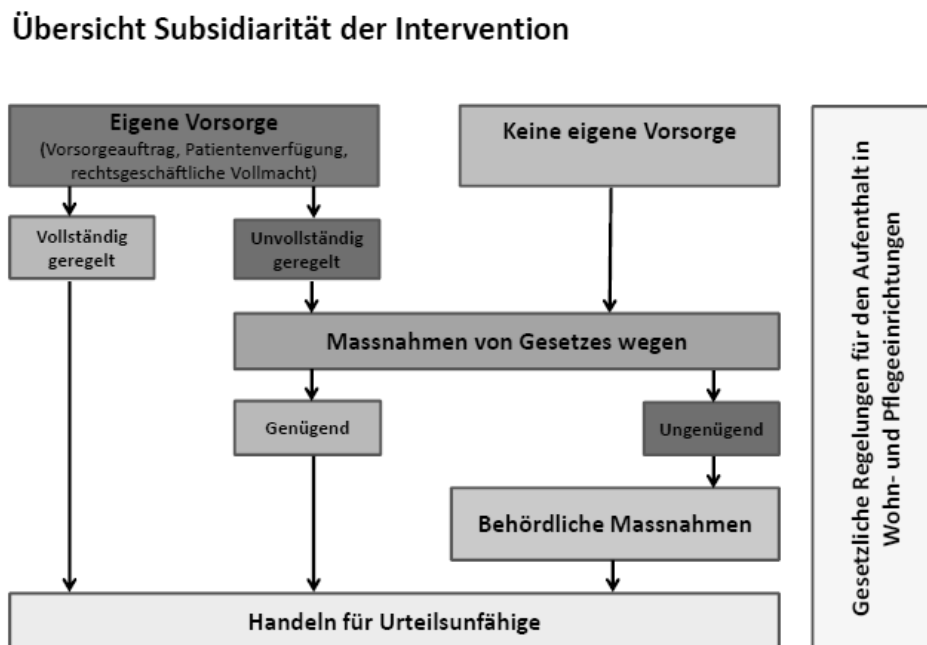 Übersicht Subsidiarität der Intervention
Eigene Vorsorge
(Vorsorgeauftrag, Patientenverfügung,
rechtsgeschäftliche Vollmacht)
Keine eigene Vorsorge
Vollständig
geregelt
Unvollständig
geregelt
Massnahmen von Gesetzes wegen
Genügend
Ungenügend
Behördliche Massnahmen
Handeln für Urteilsunfähige
Gesetzliche Regelungen für den Aufenthalt in
Wohn- und Pflegeeinrichtungen